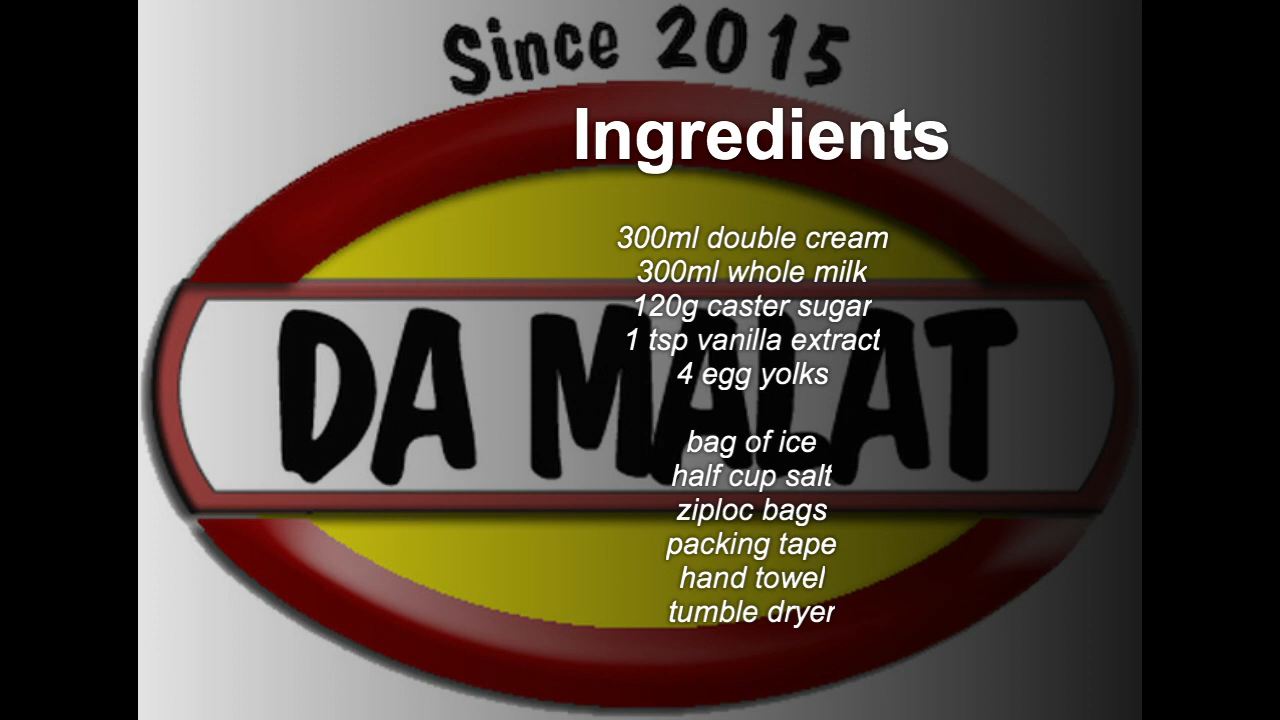 Since 2015
Ingredients
300ml double cream
300ml whole milk
120g caster sugar
1 tsp vanilla extract
4 egg yolks
DA MALAT
bag of ice
half cup salt
ziploc bags
packing tape
hand towel
tumble dryer